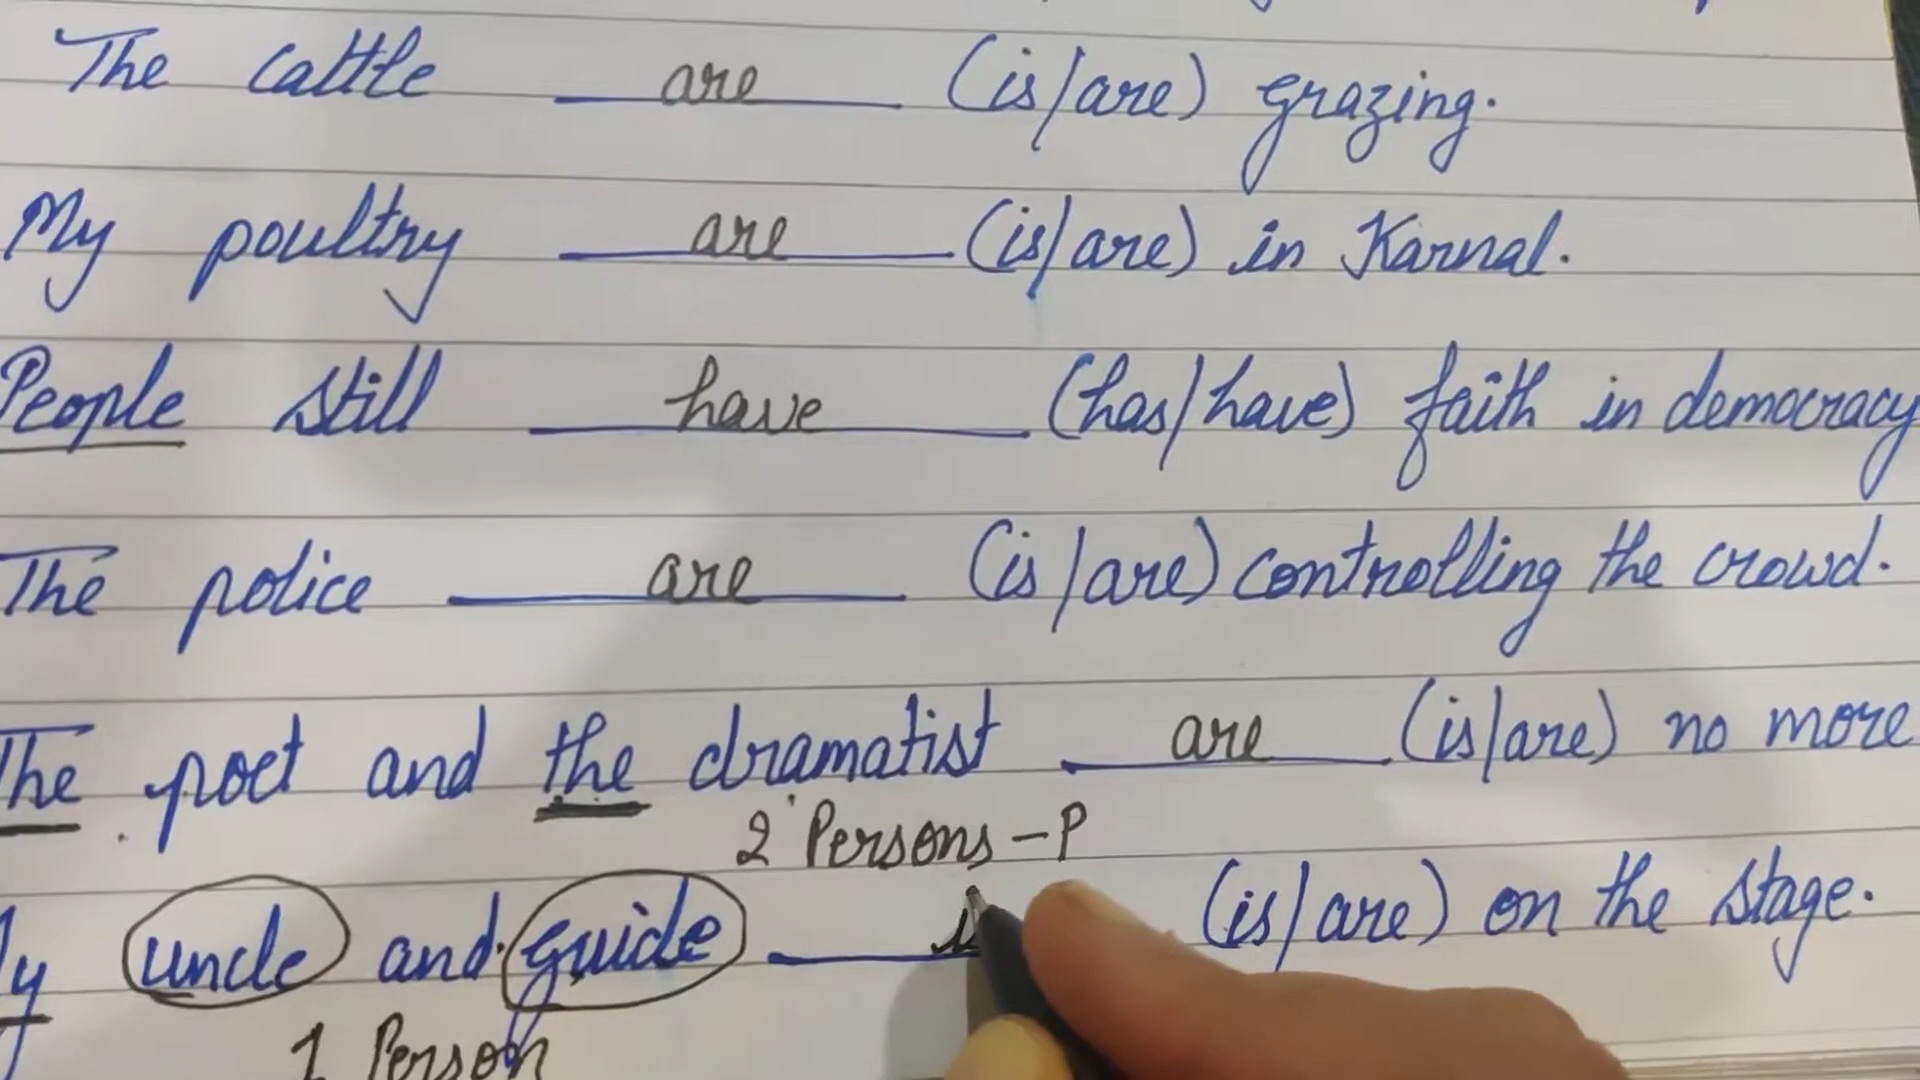 The cattle are (is/are) grazing.
My poultry are (is/are) in Karnal.
People still have (has/have) faith in democracy
The police are (is/are) controlling the crowd.
The poet and the dramatist are (is/are) no more
2 Persons - P
uncle and guide (is/are) on the stage.
1 Person